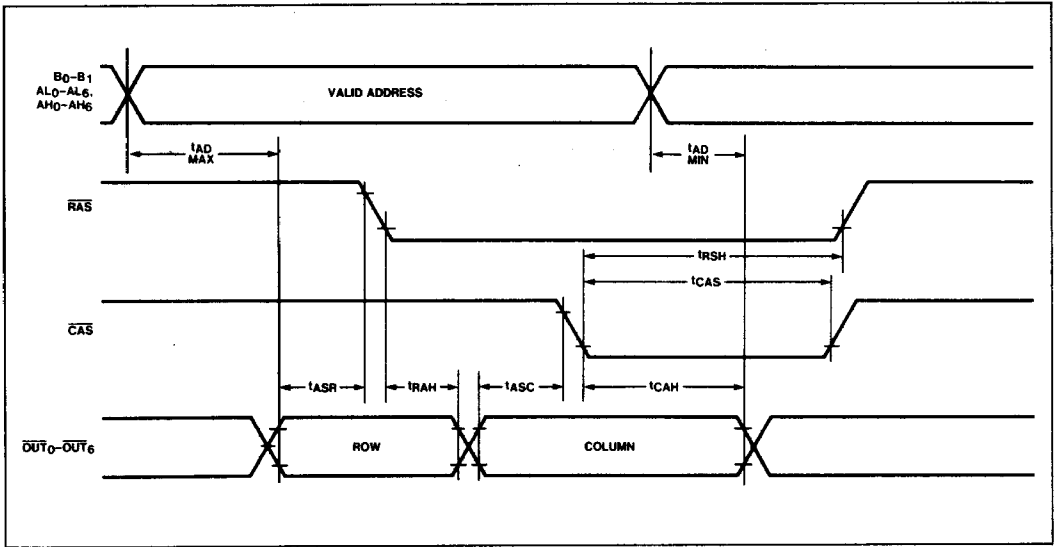 B0–B1
AL0–AL6,
AH0–AH6
VALID ADDRESS
tAD
MAX
tAD
MIN
RAS
tRSH
tCAS
CAS
tASR
tRAH
tASC
tCAH
OUT0–OUT6
ROW
COLUMN